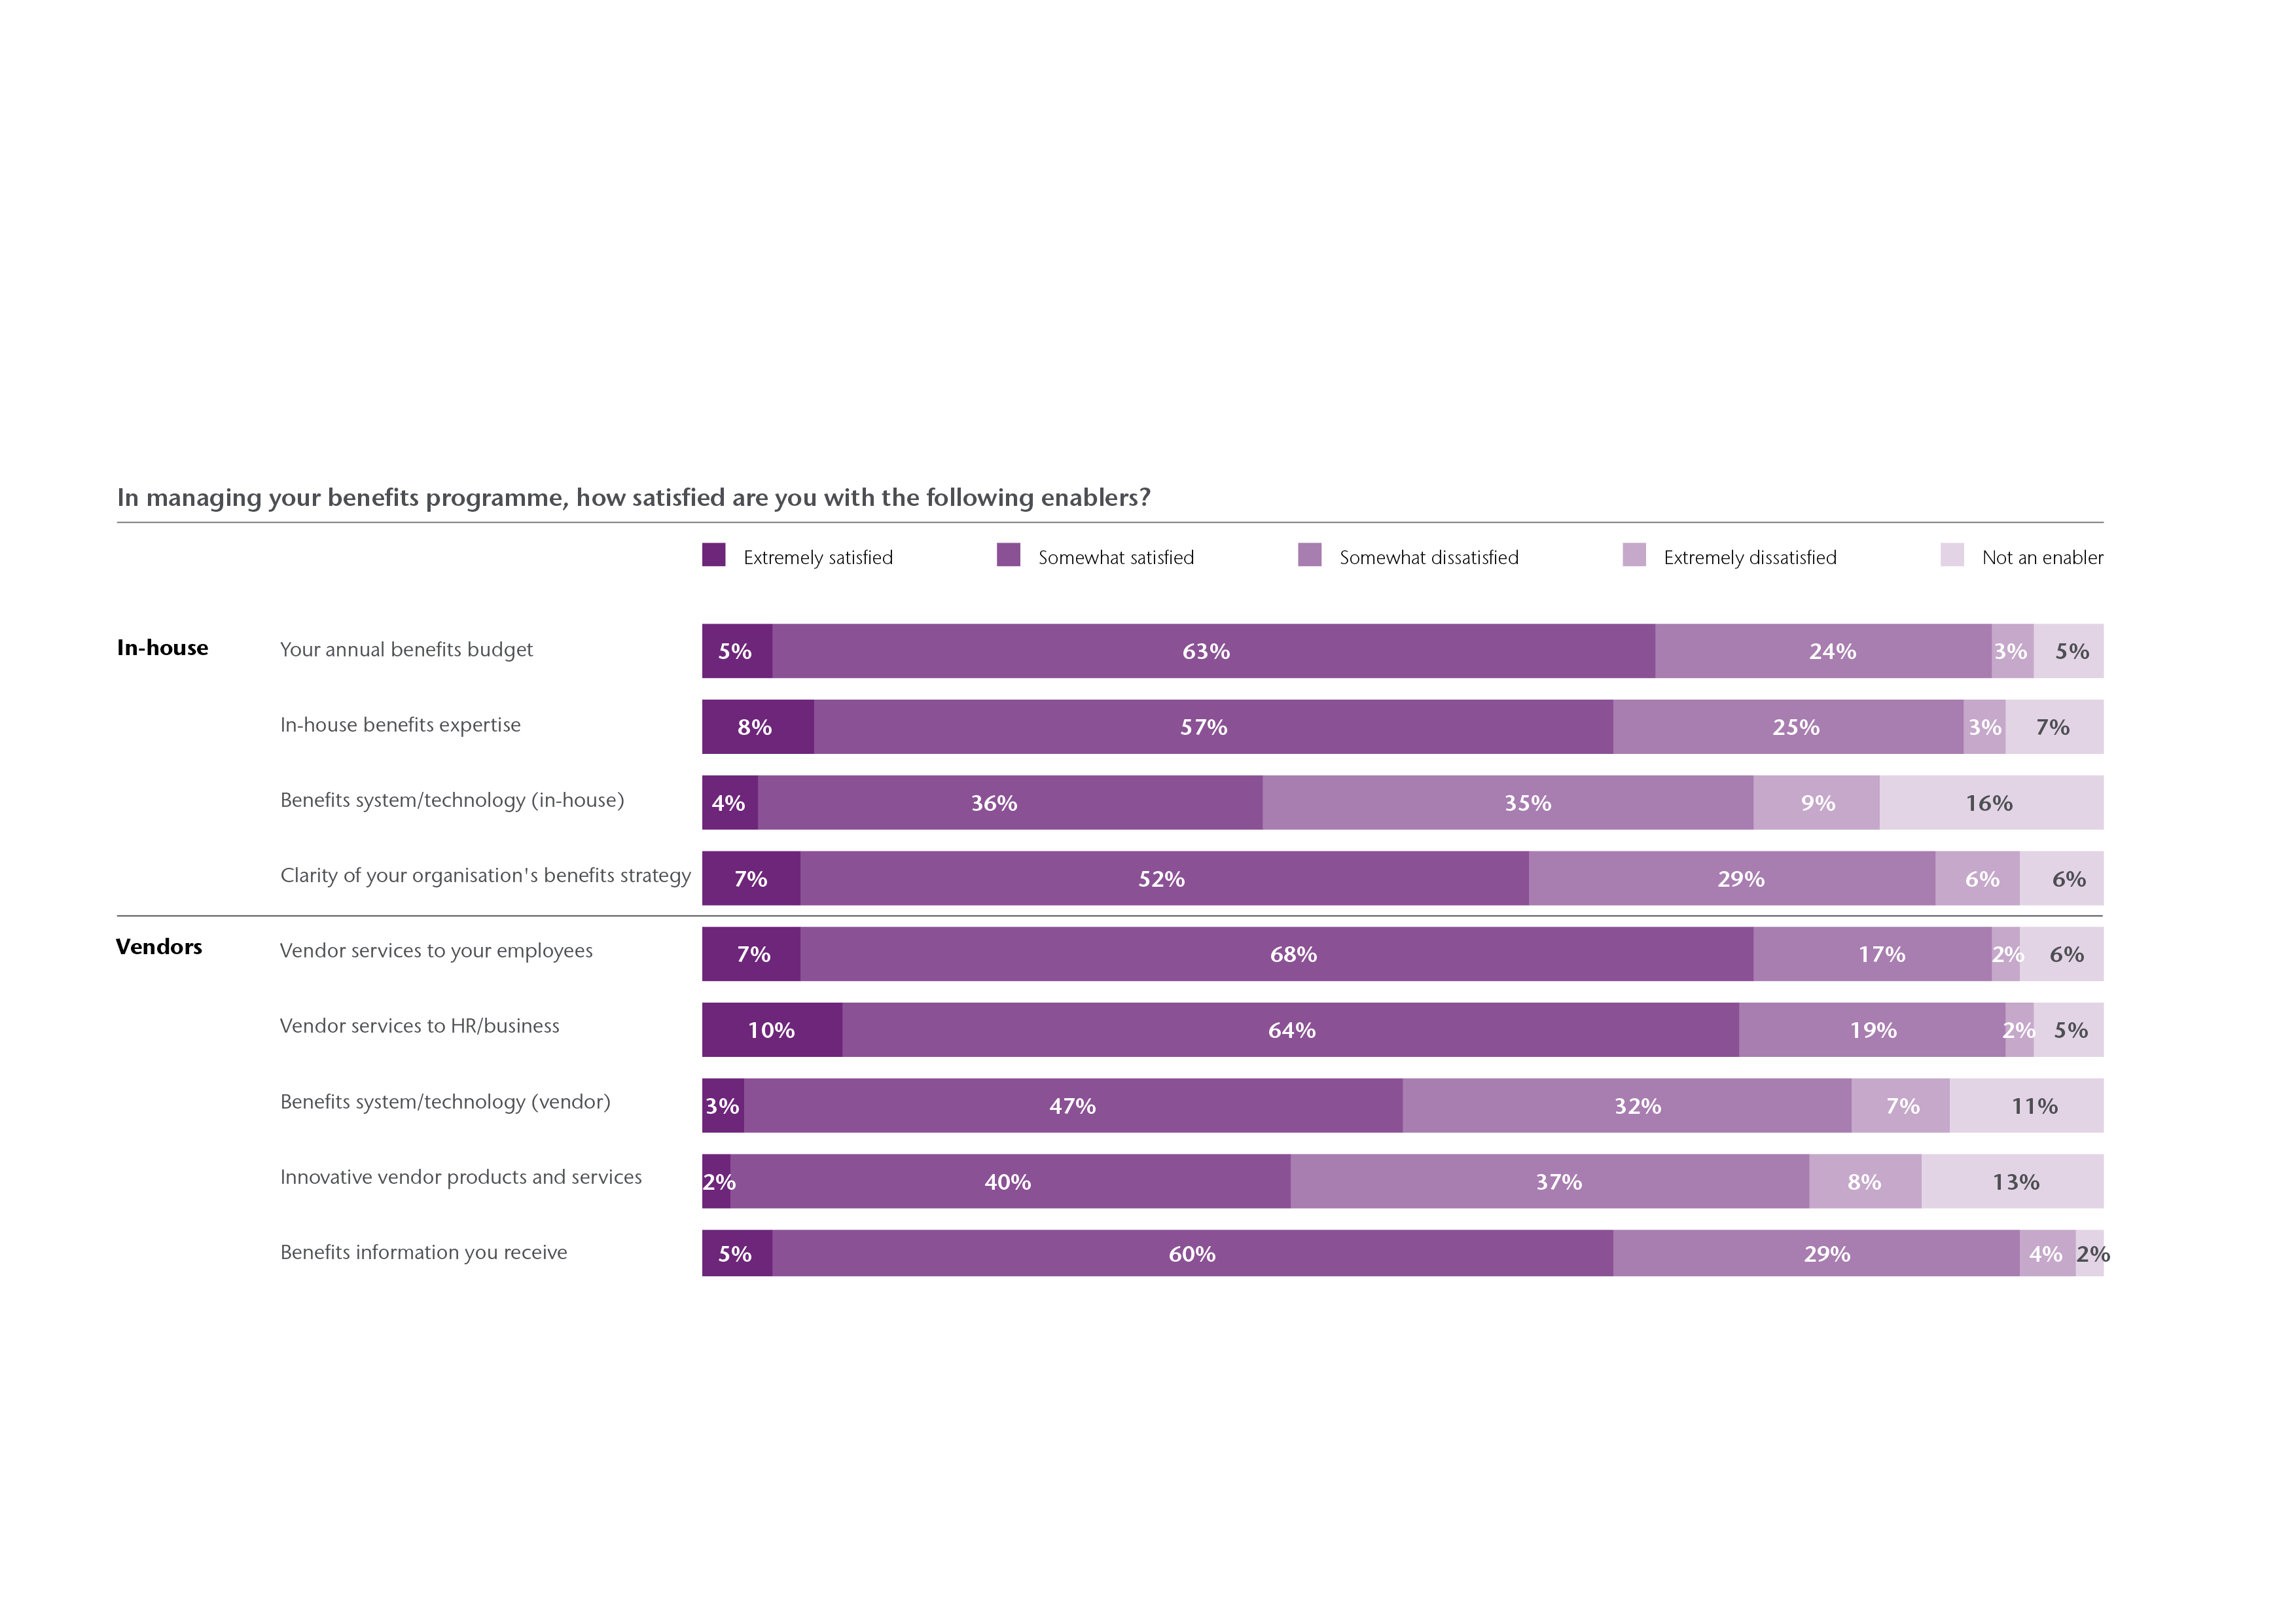 In managing your benefits programme, how satisfied are you with the following enablers?
Extremely satisfied Somewhat satisfied Somewhat dissatisfied Extremely dissatisfied Not an enabler
In-house Your annual benefits budget 5% 63% 24% 3% 5%
In-house benefits expertise 8% 57% 25% 3% 7%
Benefits system/technology (in-house) 4% 36% 35% 9% 16%
Clarity of your organisation's benefits strategy 7% 52% 29% 6% 6%
Vendors Vendor services to your employees 7% 68% 17% 2% 6%
Vendor services to HR/business 10% 64% 19% 2% 5%
Benefits system/technology (vendor) 3% 47% 32% 7% 11%
Innovative vendor products and services 2% 40% 37% 8% 13%
Benefits information you receive 5% 60% 29% 4% 2%